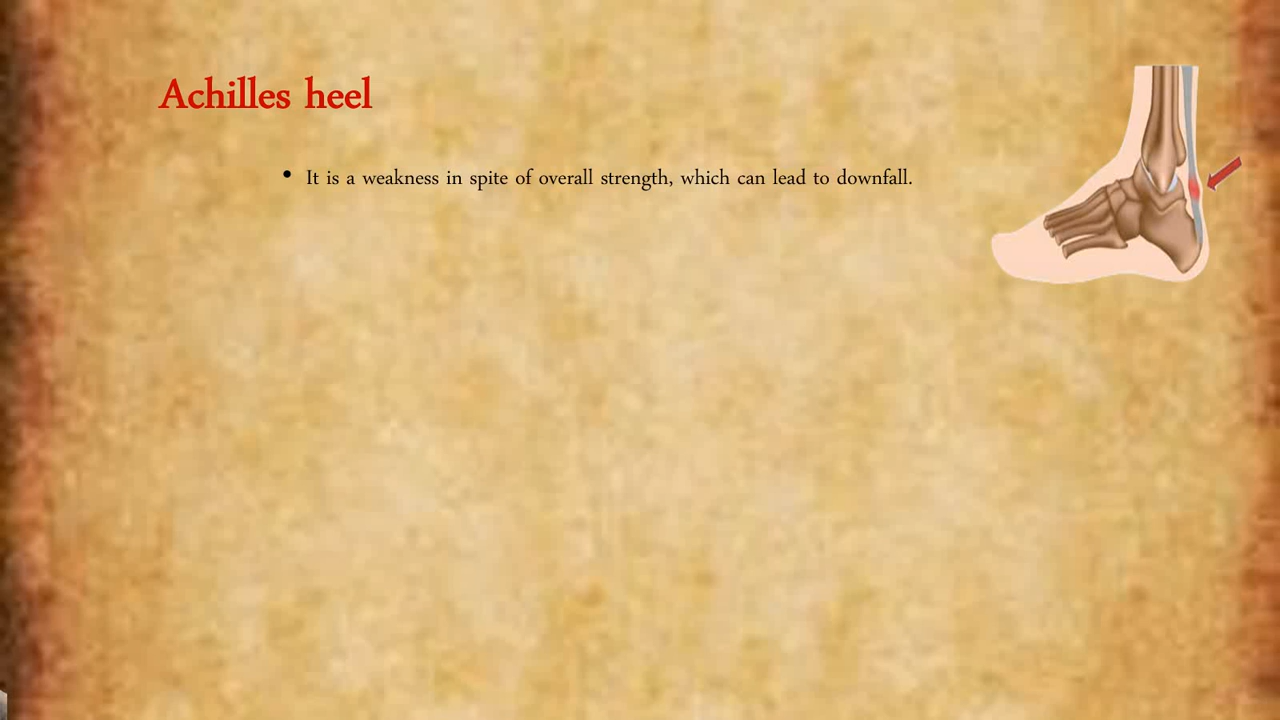 Achilles heel
• It is a weakness in spite of overall strength, which can lead to downfall.